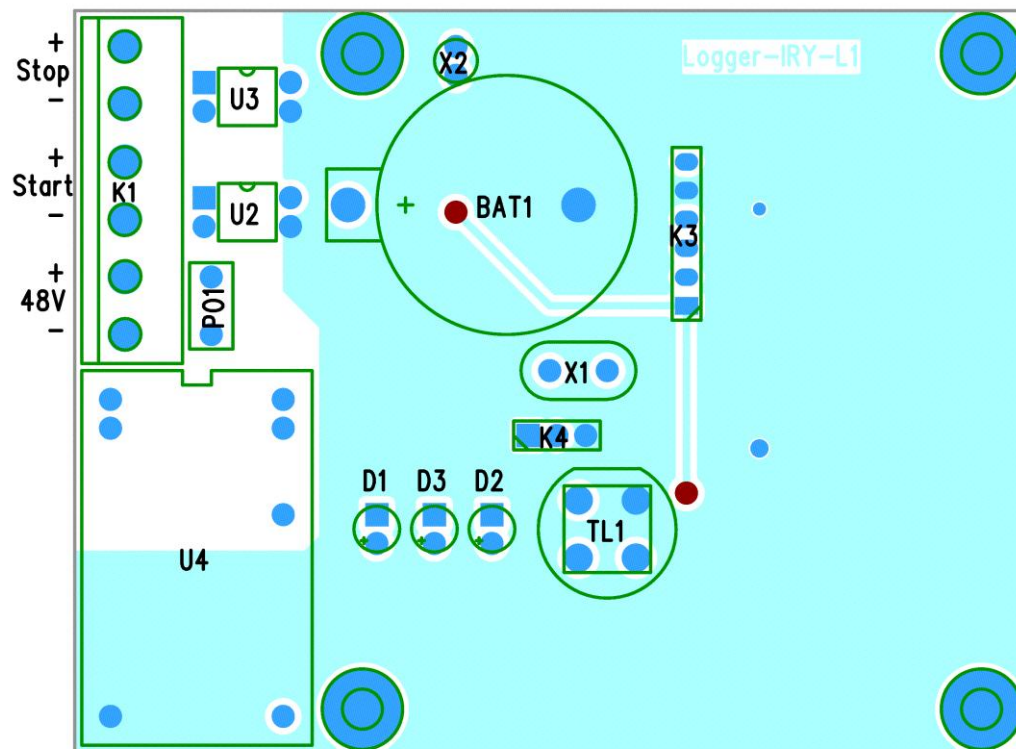 +
Stop
-
+
Start
-
+
48V
-
K1
U3
U2
PO1
U4
X2
Logger-IRY-L1
+
BAT1
K3
X1
K4
D1 D3 D2
+ + +
TL1